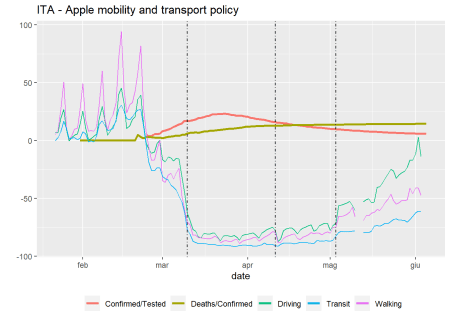 ITA - Apple mobility and transport policy
100
50
0
-50
-100
feb mar apr mag giu
date
Confirmed/Tested Deaths/Confirmed Driving Transit Walking